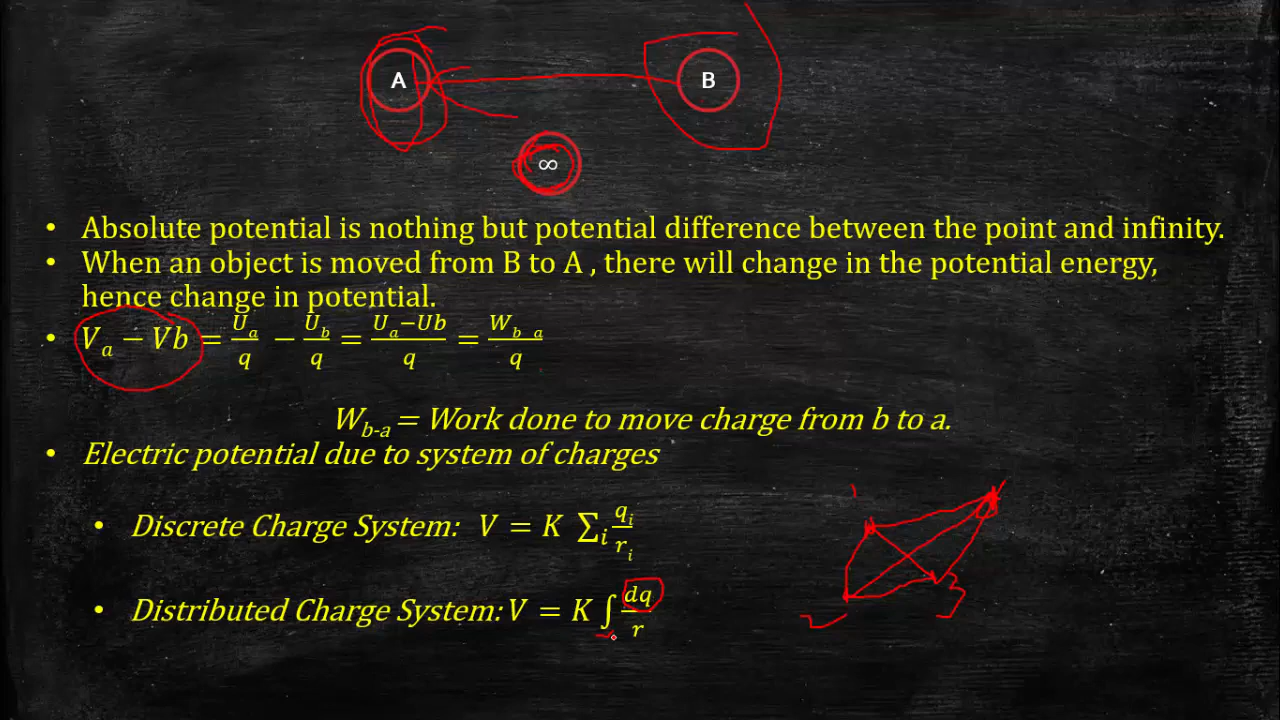 A B
∞
• Absolute potential is nothing but potential difference between the point and infinity.
• When an object is moved from B to A , there will change in the potential energy,
hence change in potential.
• V_a − Vb = U_a/q − U_b/q = (U_a−Ub)/q = W_b a/q
W_b-a = Work done to move charge from b to a.
• Electric potential due to system of charges
• Discrete Charge System: V = K ∑_i q_i/r_i
• Distributed Charge System: V = K ∫ dq/r